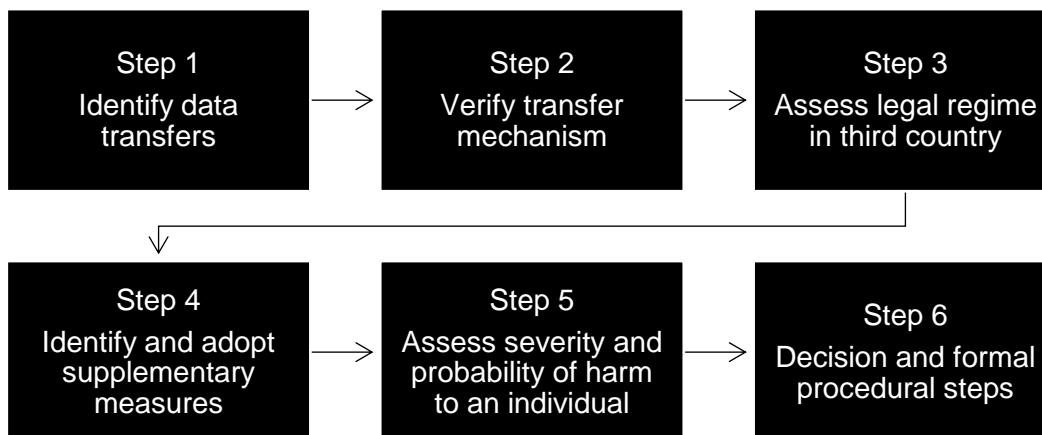 Step 1
Identify data
transfers
Step 2
Verify transfer
mechanism
Step 3
Assess legal regime
in third country
Step 4
Identify and adopt
supplementary
measures
Step 5
Assess severity and
probability of harm
to an individual
Step 6
Decision and formal
procedural steps